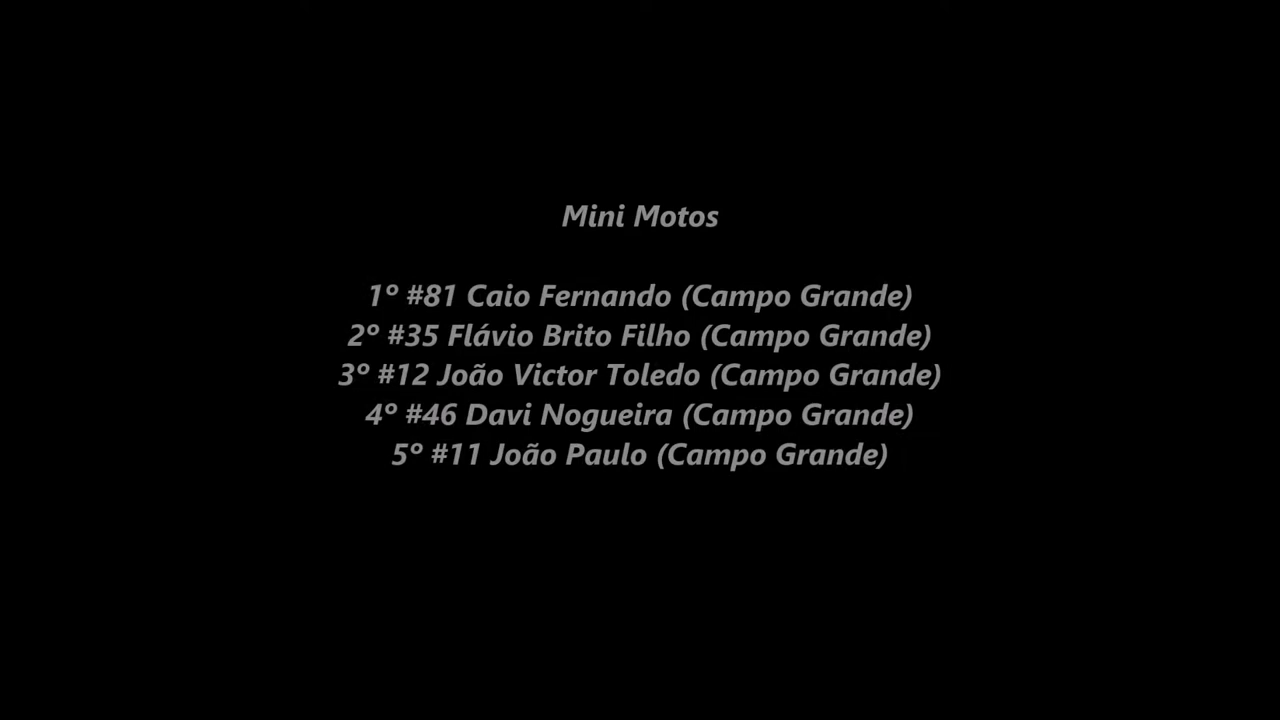 Mini Motos
1º #81 Caio Fernando (Campo Grande)
2º #35 Flávio Brito Filho (Campo Grande)
3º #12 João Victor Toledo (Campo Grande)
4º #46 Davi Nogueira (Campo Grande)
5º #11 João Paulo (Campo Grande)